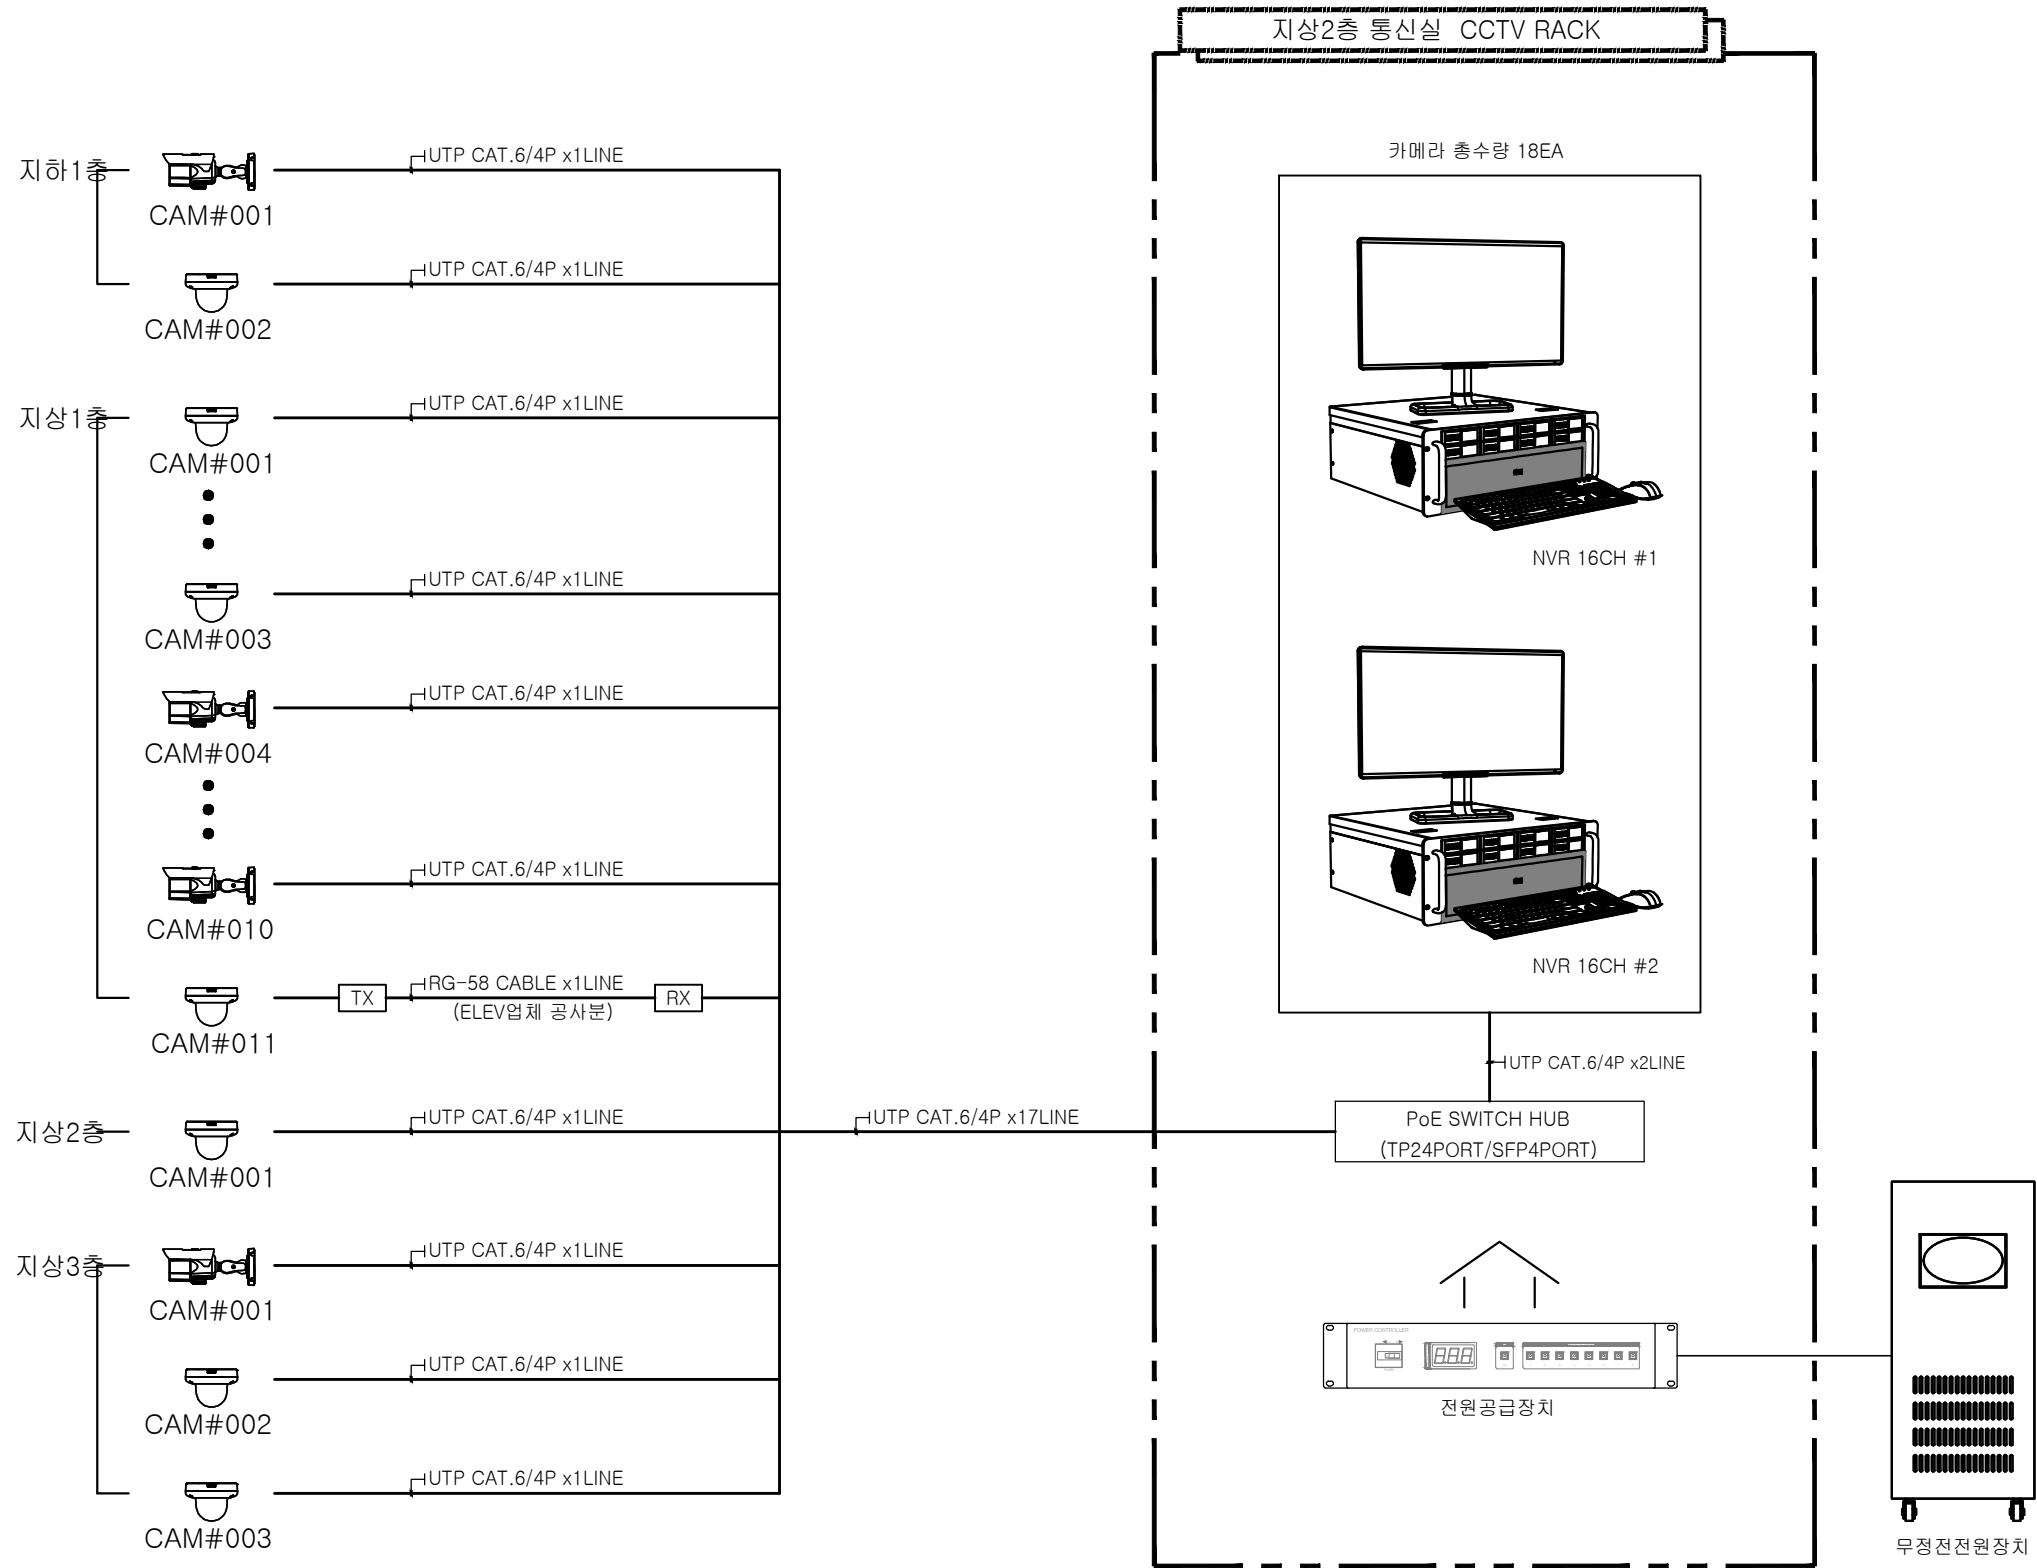 지상2층 통신실 CCTV RACK
지하1층
UTP CAT.6/4P x1LINE
CAM#001
UTP CAT.6/4P x1LINE
CAM#002
지상1층
UTP CAT.6/4P x1LINE
CAM#001
UTP CAT.6/4P x1LINE
CAM#003
UTP CAT.6/4P x1LINE
CAM#004
UTP CAT.6/4P x1LINE
CAM#010
TX
RG-58 CABLE x1LINE
(ELEV업체 공사분)
RX
CAM#011
지상2층
UTP CAT.6/4P x1LINE
CAM#001
지상3층
UTP CAT.6/4P x1LINE
CAM#001
UTP CAT.6/4P x1LINE
CAM#002
UTP CAT.6/4P x1LINE
CAM#003
UTP CAT.6/4P x17LINE
카메라 총수량 18EA
NVR 16CH #1
NVR 16CH #2
UTP CAT.6/4P x2LINE
PoE SWITCH HUB
(TP24PORT/SFP4PORT)
POWER CONTROLLER
8.8.8.
전원공급장치
무정전전원장치